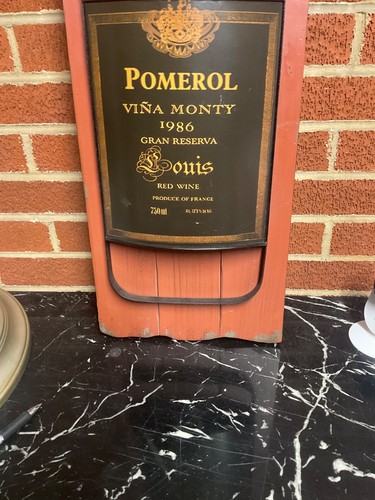 POMEROL
VIÑA MONTY
1986
GRAN RESERVA
Louis
RED WINE
PRODUCE OF FRANCE
750ml